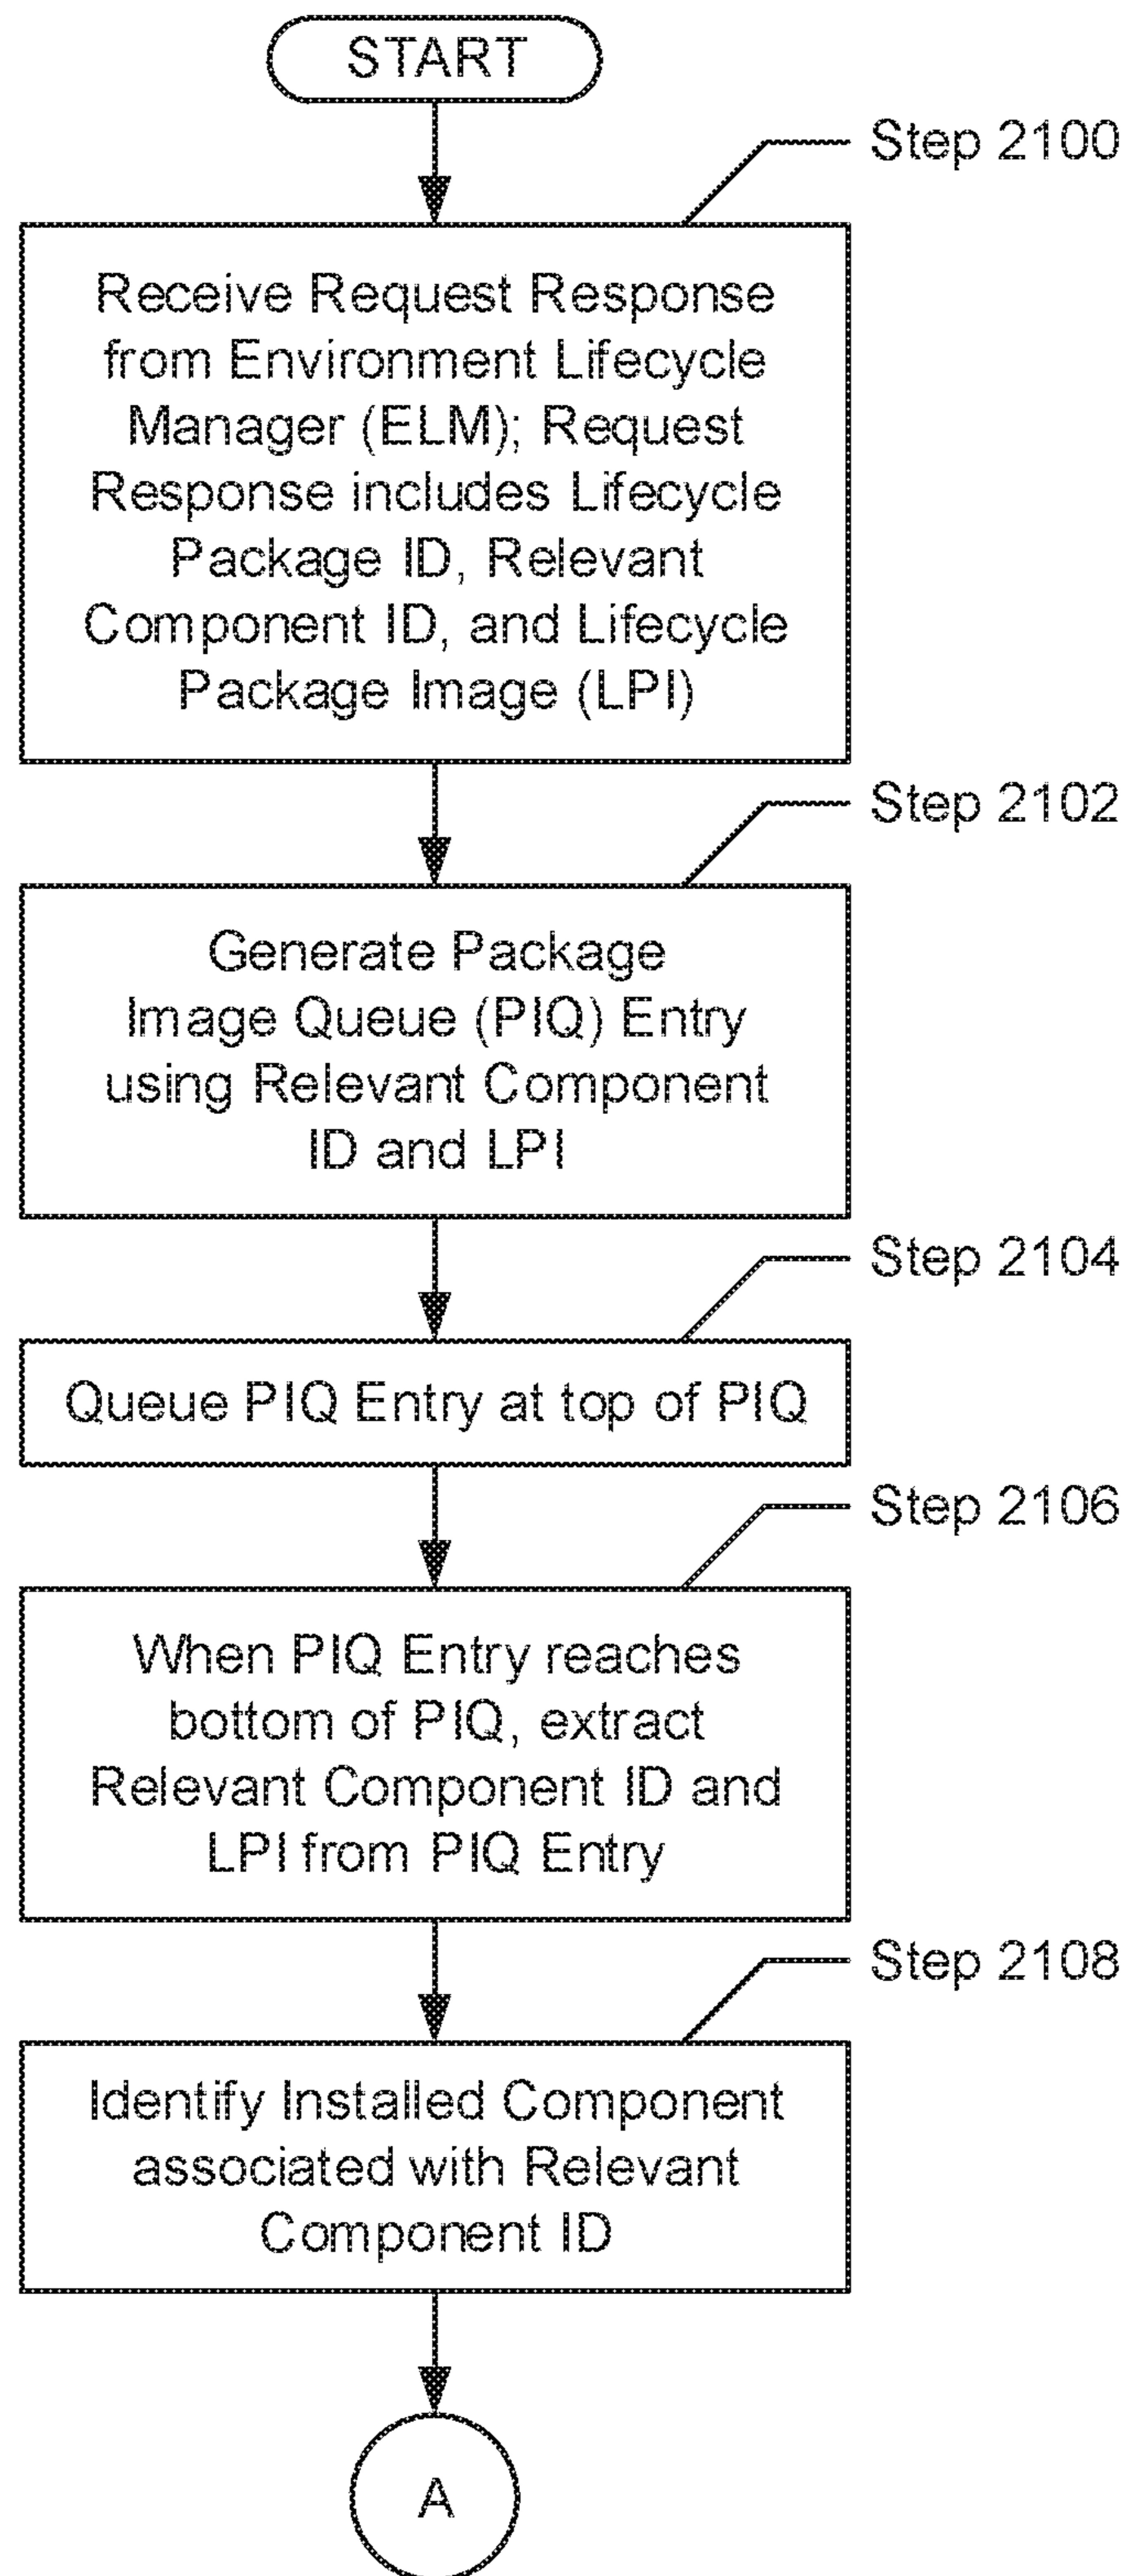 START
Step 2100
Receive Request Response
from Environment Lifecycle
Manager (ELM); Request
Response includes Lifecycle
Package ID, Relevant
Component ID, and Lifecycle
Package Image (LPI)
Step 2102
Generate Package
Image Queue (PIQ) Entry
using Relevant Component
ID and LPI
Step 2104
Queue PIQ Entry at top of PIQ
Step 2106
When PIQ Entry reaches
bottom of PIQ, extract
Relevant Component ID and
LPI from PIQ Entry
Step 2108
Identify Installed Component
associated with Relevant
Component ID
A